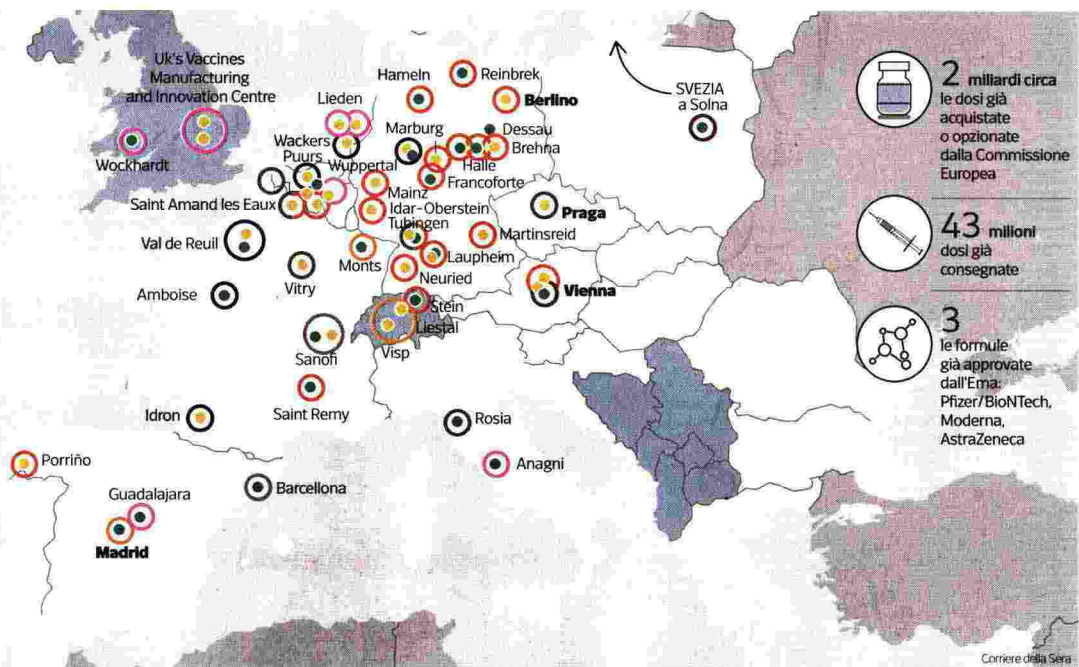 Uk's Vaccines
Manufacturing
and Innovation Centre
Wockhardt
Lieden
Hameln
Reinbrek
Berlino
SVEZIA
a Solna
Marburg
Dessau
Brehna
Halle
Wackers
Puurs
Wuppertal
Francoforte
Mainz
Saint Amand les Eaux
Idar-Oberstein
Tubingen
Praga
Martinsreid
Val de Reuil
Monts
Laupheim
Vitry
Neuried
Amboise
Vienna
Stein
Liestal
Visp
Sanofi
Saint Remy
Idron
Rosia
Porriño
Anagni
Barcellona
Guadalajara
Madrid
2 miliardi circa
le dosi già
acquistate
o opzionate
dalla Commissione
Europea
43 milioni
dosi già
consegnate
3
le formule
già approvate
dall'Ema:
Pfizer/BioNTech,
Moderna,
AstraZeneca
Corriere della Sera